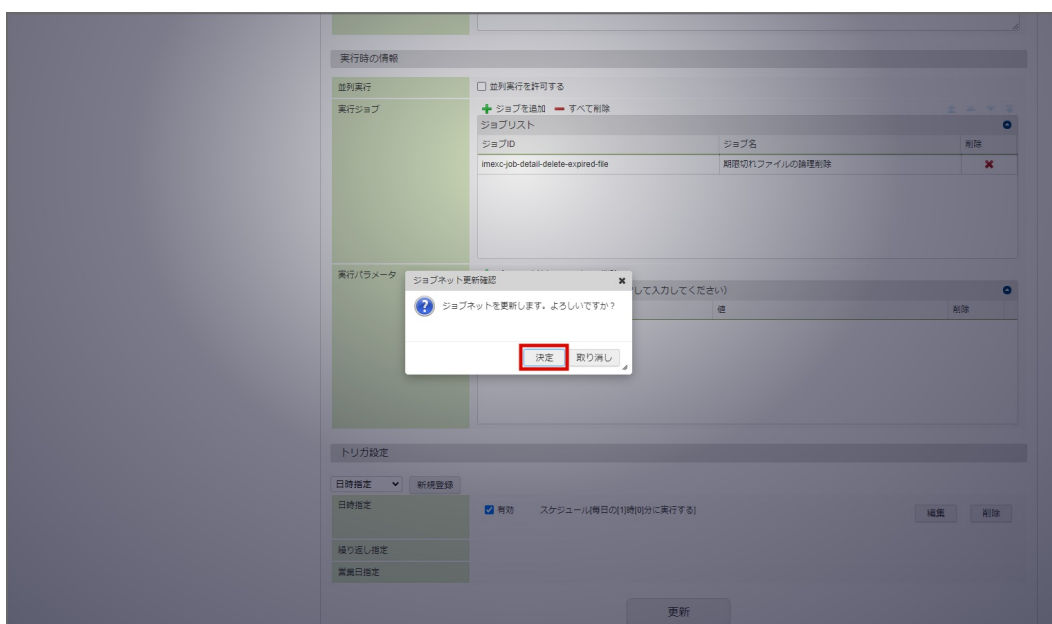 実行時の情報
並列実行 並列実行を許可する
実行ジョブ ジョブを追加 すべて削除
ジョブリスト
ジョブID ジョブ名 削除
imexc-job-detail-delete-expired-file 期限切れファイルの論理削除
実行パラメータ
ジョブネット更新確認
して入力してください)
ジョブネットを更新します。よろしいですか？
値 削除
決定 取り消し
トリガ設定
日時指定 新規登録
日時指定 有効 スケジュール[毎日の[1]時[0]分に実行する] 編集 削除
繰り返し指定
営業日指定
更新